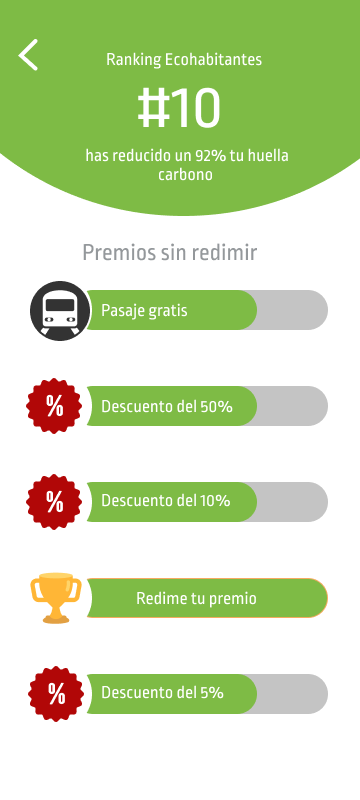 Ranking Ecohabitantes
#10
has reducido un 92% tu huella
carbono
Premios sin redimir
Pasaje gratis
% Descuento del 50%
% Descuento del 10%
Redime tu premio
% Descuento del 5%